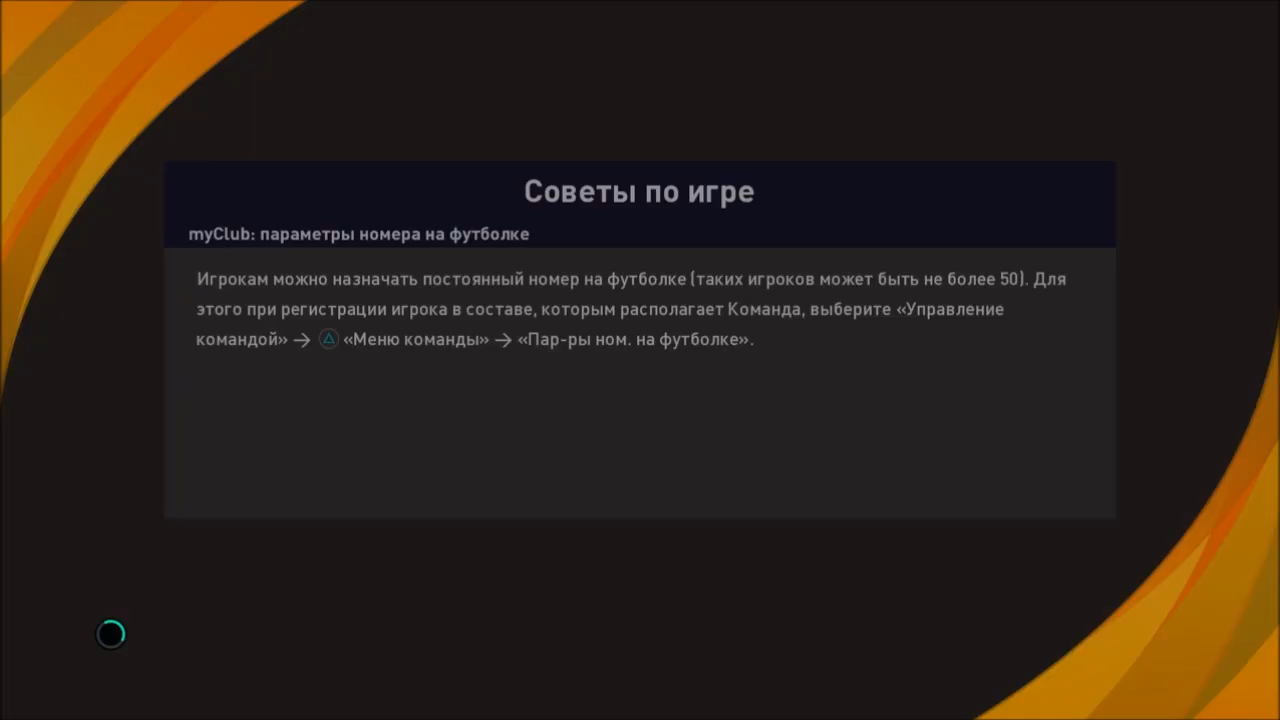 Советы по игре
myClub: параметры номера на футболке
Игрокам можно назначать постоянный номер на футболке (таких игроков может быть не более 50). Для
этого при регистрации игрока в составе, которым располагает Команда, выберите «Управление
командой» → △ «Меню команды» → «Пар-ры ном. на футболке».